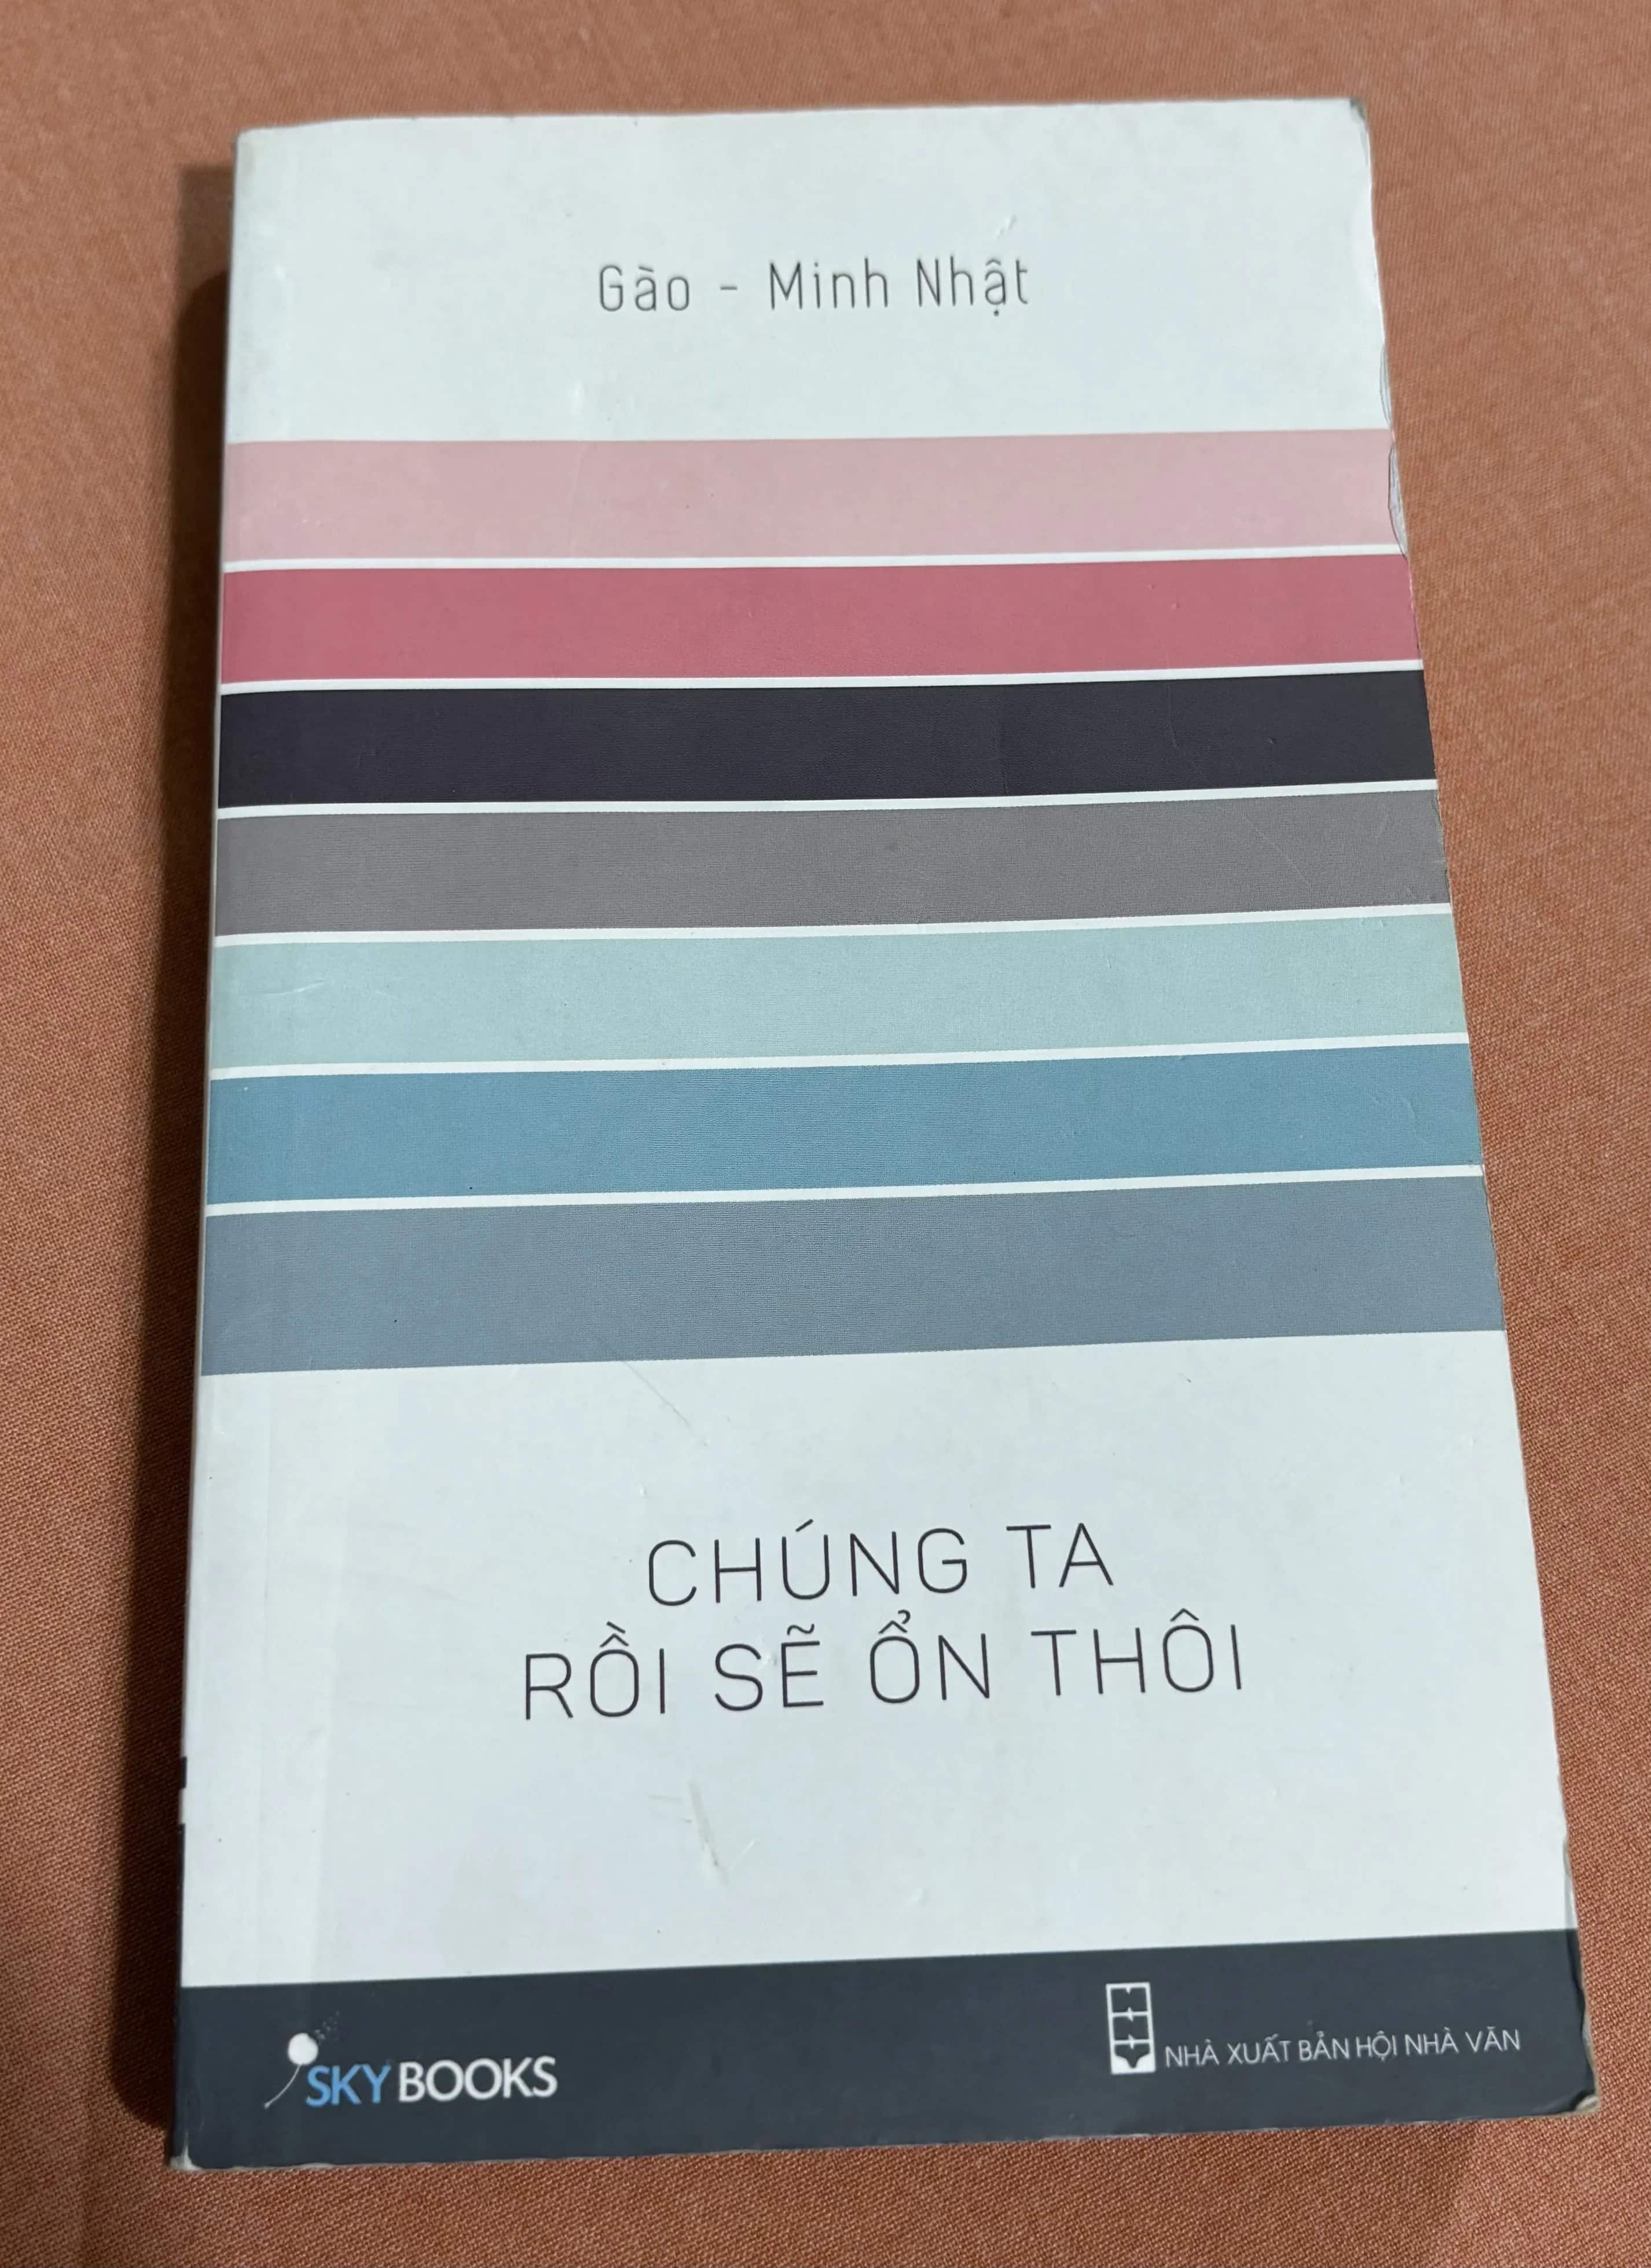 Gào - Minh Nhật
CHÚNG TA
RỒI SẼ ỔN THÔI
SKYBOOKS
NHÀ XUẤT BẢN HỘI NHÀ VĂN